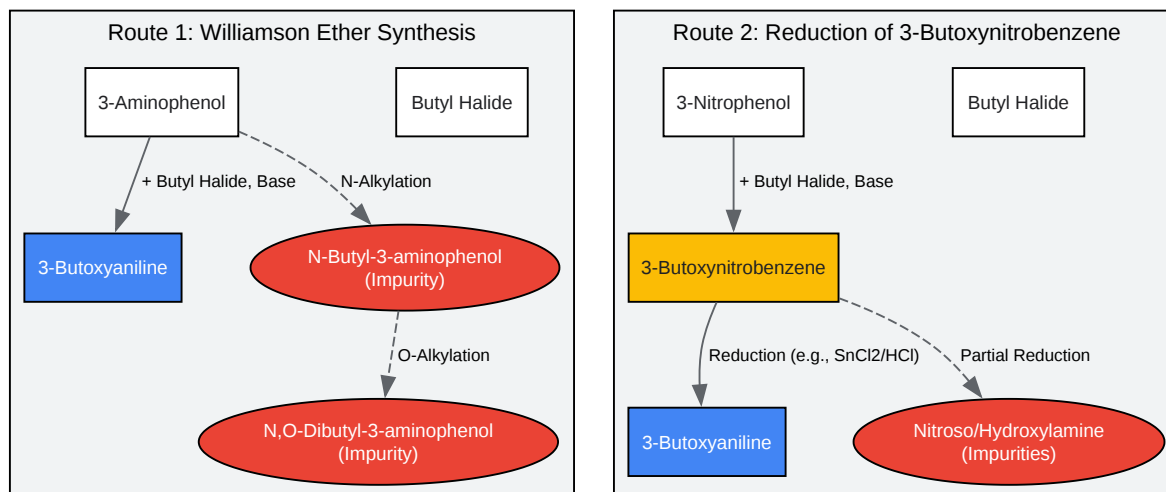 Route 1: Williamson Ether Synthesis
3-Aminophenol
Butyl Halide
+ Butyl Halide, Base
N-Alkylation
3-Butoxyaniline
N-Butyl-3-aminophenol
(Impurity)
O-Alkylation
N,O-Dibutyl-3-aminophenol
(Impurity)
Route 2: Reduction of 3-Butoxynitrobenzene
3-Nitrophenol
Butyl Halide
+ Butyl Halide, Base
3-Butoxynitrobenzene
Reduction (e.g., SnCl2/HCl)
Partial Reduction
3-Butoxyaniline
Nitroso/Hydroxylamine
(Impurities)